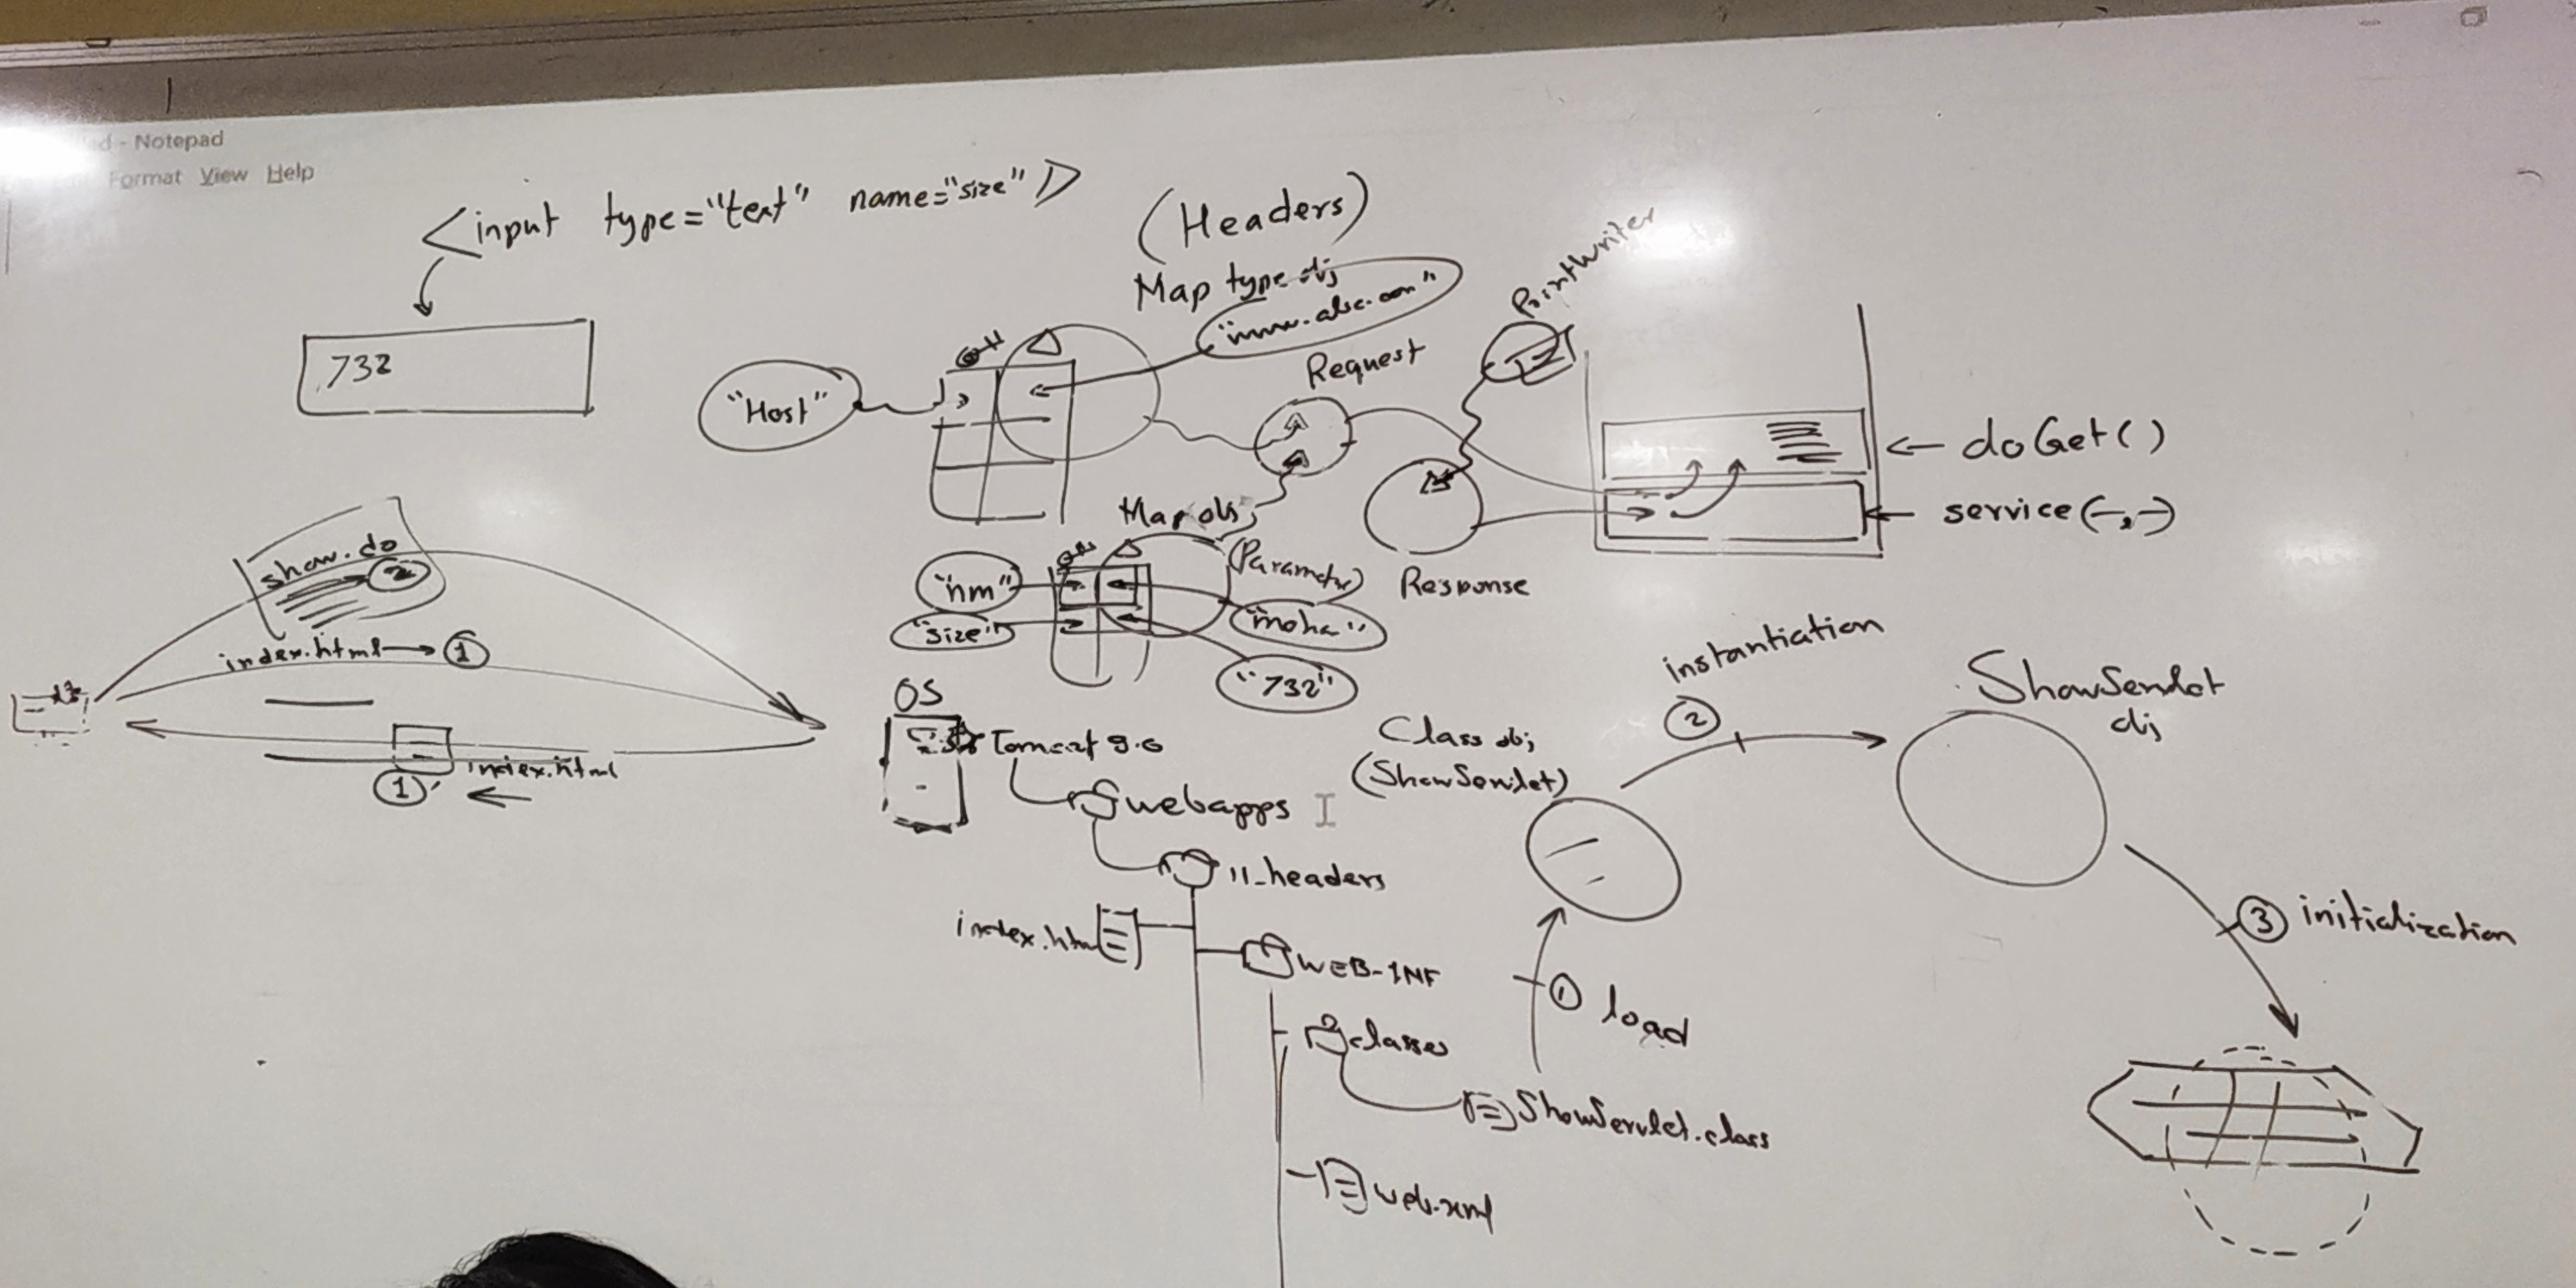 - Notepad
Format View Help
<input type="text" name="size">
732
(Headers)
Map type obj
"www.abc.com"
"Host"
Request
PrintWriter
← doGet()
← service(-,-)
Map obj
(Parameter)
Response
"nm"
"size"
"moha"
"732"
show.do
2
index.html → 1
index.html
1
←
OS
Tomcat 9.0
webapps
11_headers
index.htm
WEB-INF
classes
ShowServlet.class
web.xml
Class obj
(ShowServlet)
1 load
instantiation
2
ShowServlet
obj
3 initialization